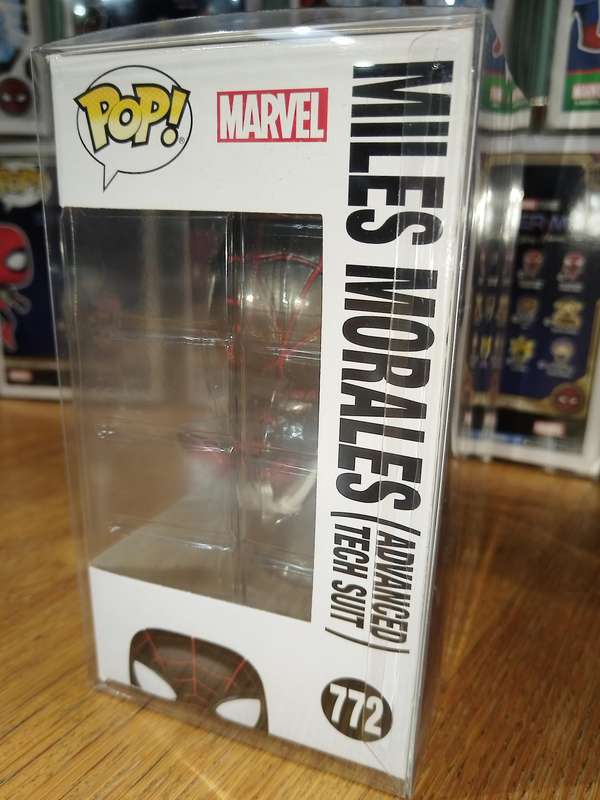 POP!
MARVEL
MILES MORALES (ADVANCED
TECH SUIT)
772